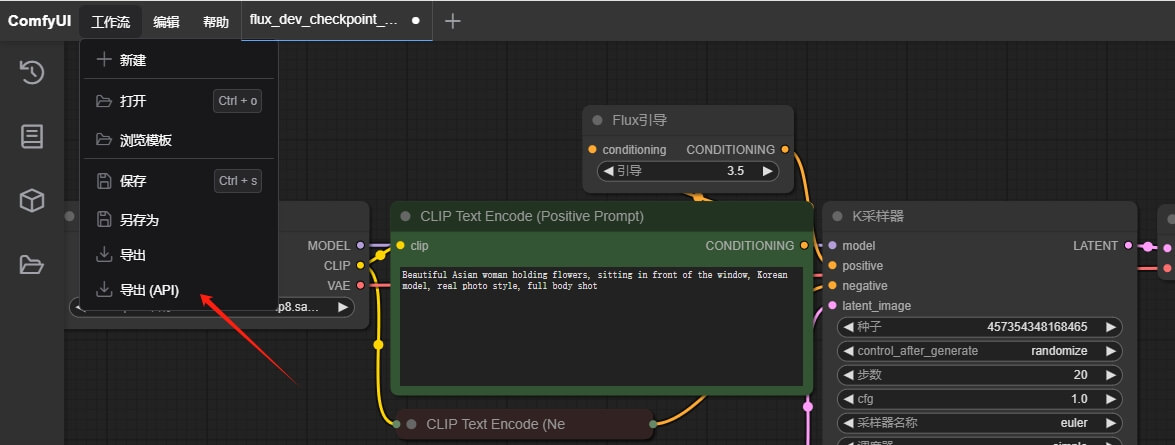 ComfyUI 工作流 编辑 帮助 flux_dev_checkpoint_... +
新建
打开 Ctrl + o
浏览模板
保存 Ctrl + s
另存为
导出
导出 (API)
MODEL
CLIP
VAE
p8.sa...
Flux引导
conditioning CONDITIONING
引导 3.5
CLIP Text Encode (Positive Prompt)
clip CONDITIONING
Beautiful Asian woman holding flowers, sitting in front of the window, Korean
model, real photo style, full body shot
CLIP Text Encode (Ne
K采样器
model LATENT
positive
negative
latent_image
种子 457354348168465
control_after_generate randomize
步数 20
cfg 1.0
采样器名称 euler
调度器 simple